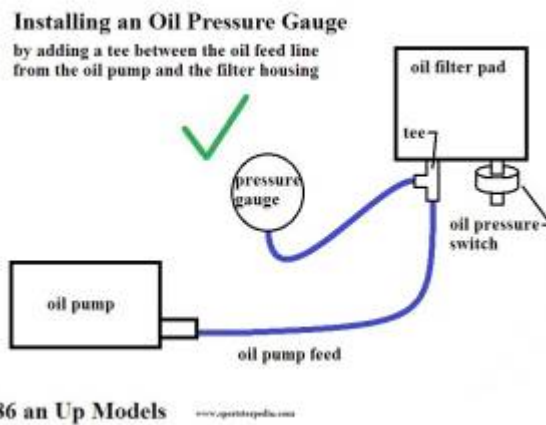 Installing an Oil Pressure Gauge
by adding a tee between the oil feed line
from the oil pump and the filter housing
oil filter pad
tee
pressure
gauge
oil pressure
switch
oil pump
oil pump feed
86 an Up Models
www.sportsterpedia.com